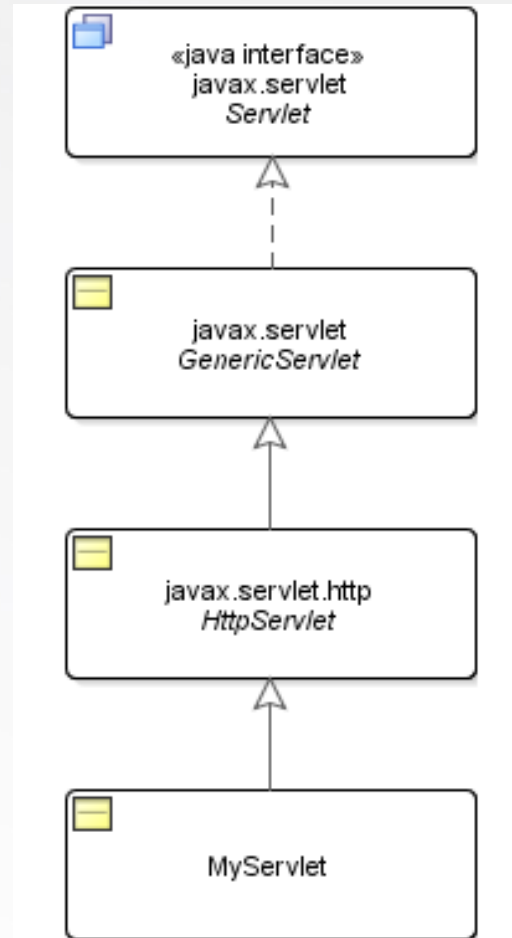 «java interface»
javax.servlet
Servlet
javax.servlet
GenericServlet
javax.servlet.http
HttpServlet
MyServlet